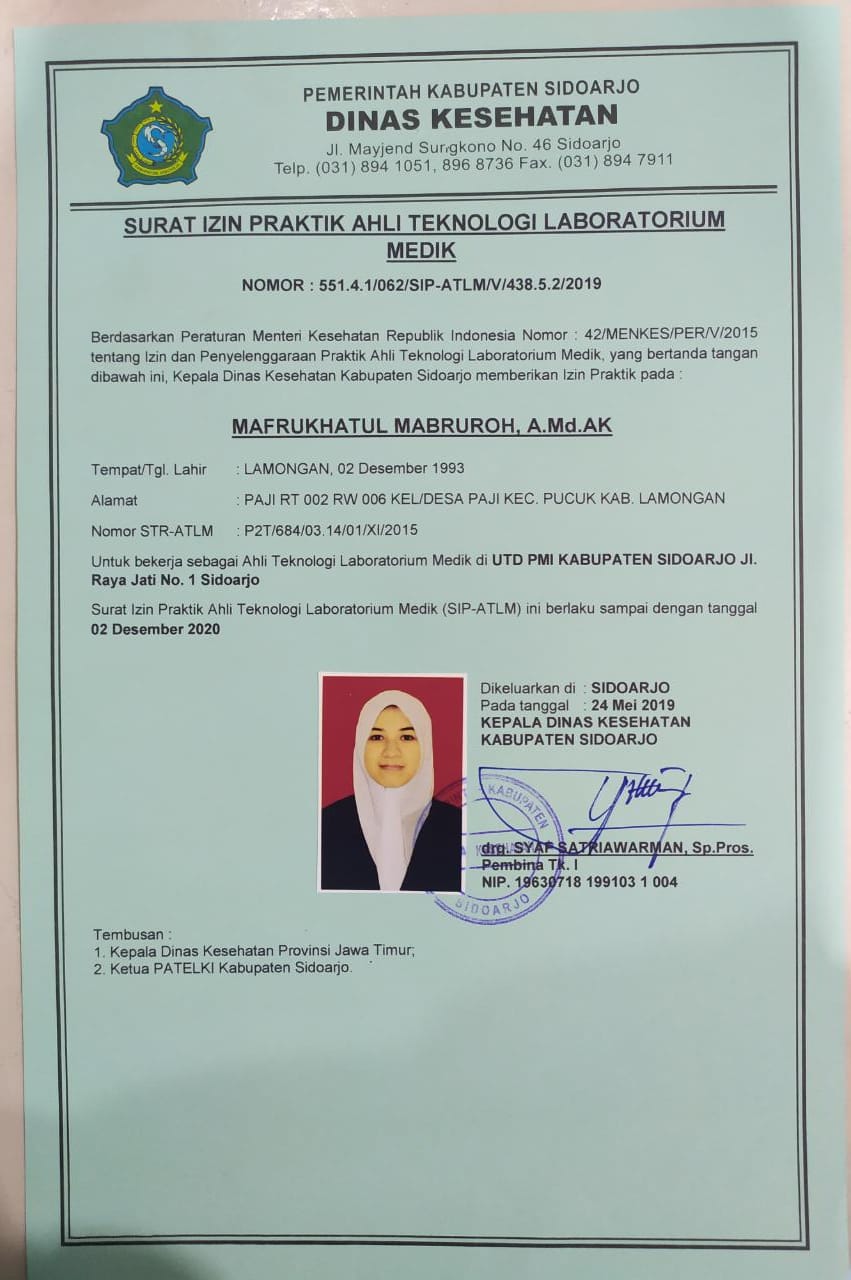 PEMERINTAH KABUPATEN SIDOARJO
DINAS KESEHATAN
Jl. Mayjend Sungkono No. 46 Sidoarjo
Telp. (031) 894 1051, 896 8736 Fax. (031) 894 7911
SURAT IZIN PRAKTIK AHLI TEKNOLOGI LABORATORIUM
MEDIK
NOMOR : 551.4.1/062/SIP-ATLM/V/438.5.2/2019
Berdasarkan Peraturan Menteri Kesehatan Republik Indonesia Nomor : 42/MENKES/PER/V/2015
tentang Izin dan Penyelenggaraan Praktik Ahli Teknologi Laboratorium Medik, yang bertanda tangan
dibawah ini, Kepala Dinas Kesehatan Kabupaten Sidoarjo memberikan Izin Praktik pada :
MAFRUKHATUL MABRUROH, A.Md.AK
Tempat/Tgl. Lahir : LAMONGAN, 02 Desember 1993
Alamat : PAJI RT 002 RW 006 KEL/DESA PAJI KEC. PUCUK KAB. LAMONGAN
Nomor STR-ATLM : P2T/684/03.14/01/XI/2015
Untuk bekerja sebagai Ahli Teknologi Laboratorium Medik di UTD PMI KABUPATEN SIDOARJO Jl.
Raya Jati No. 1 Sidoarjo
Surat Izin Praktik Ahli Teknologi Laboratorium Medik (SIP-ATLM) ini berlaku sampai dengan tanggal
02 Desember 2020
Dikeluarkan di : SIDOARJO
Pada tanggal : 24 Mei 2019
KEPALA DINAS KESEHATAN
KABUPATEN SIDOARJO
KABUPATEN
SIDOARJO
drg. SYAF SATRIAWARMAN, Sp.Pros.
Pembina Tk. I
NIP. 19630718 199103 1 004
Tembusan :
1. Kepala Dinas Kesehatan Provinsi Jawa Timur;
2. Ketua PATELKI Kabupaten Sidoarjo.